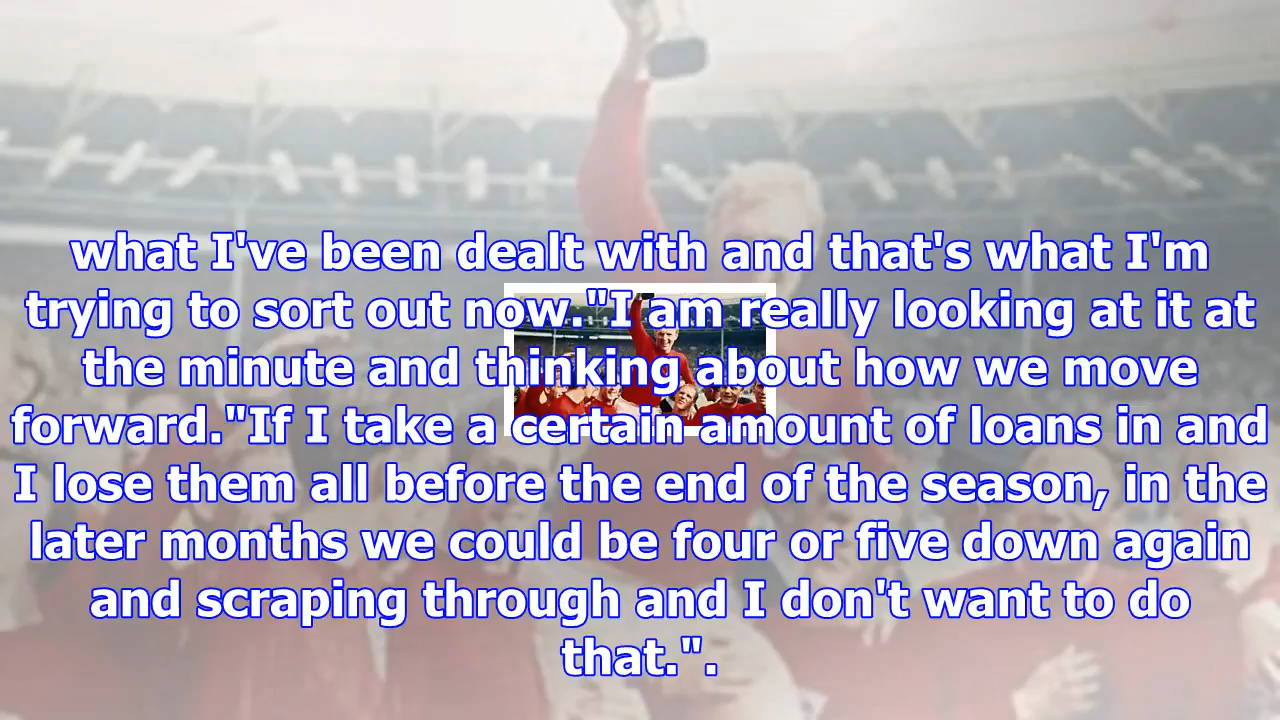 what I've been dealt with and that's what I'm
trying to sort out now."I am really looking at it at
the minute and thinking about how we move
forward."If I take a certain amount of loans in and
I lose them all before the end of the season, in the
later months we could be four or five down again
and scraping through and I don't want to do
that.".